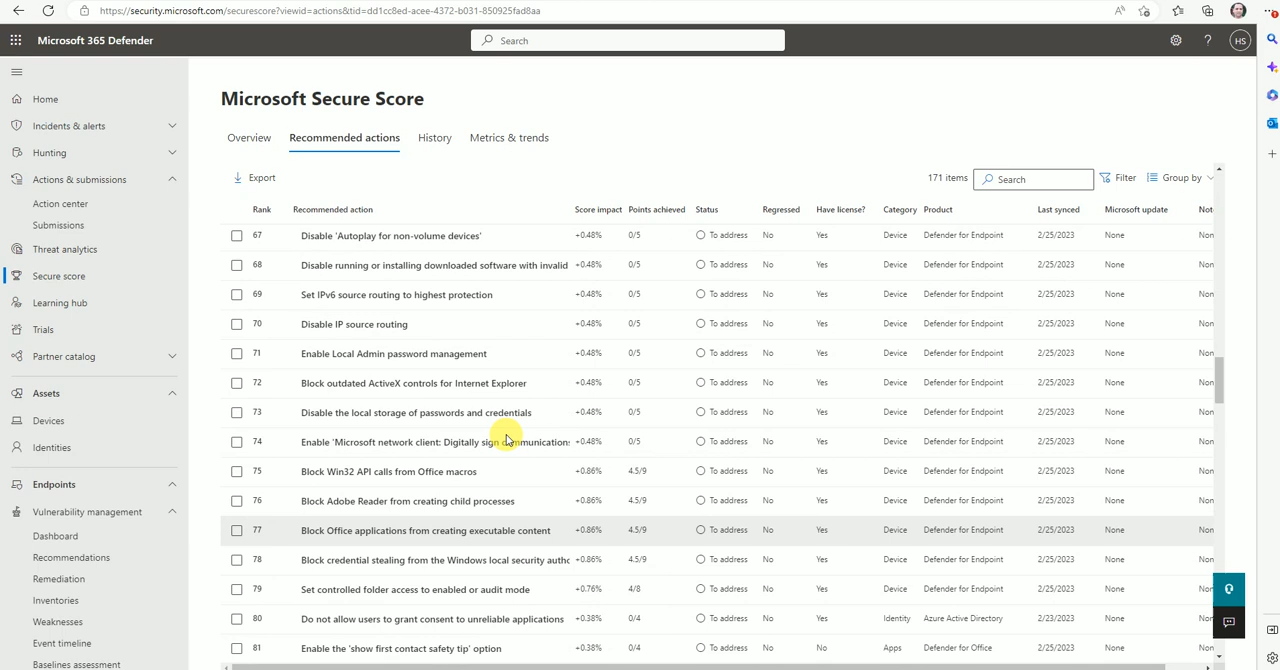 https://security.microsoft.com/securescore?viewid=actions&tid=dd1cc8ed-acee-4372-b031-850925fad8aa
Microsoft 365 Defender
Search
HS
Home
Incidents & alerts
Hunting
Actions & submissions
Action center
Submissions
Threat analytics
Secure score
Learning hub
Trials
Partner catalog
Assets
Devices
Identities
Endpoints
Vulnerability management
Dashboard
Recommendations
Remediation
Inventories
Weaknesses
Event timeline
Baselines assessment
Microsoft Secure Score
Overview Recommended actions History Metrics & trends
Export 171 items Search Filter Group by
Rank Recommended action Score impact Points achieved Status Regressed Have license? Category Product Last synced Microsoft update Not
67 Disable 'Autoplay for non-volume devices' +0.48% 0/5 To address No Yes Device Defender for Endpoint 2/25/2023 None Non
68 Disable running or installing downloaded software with invalid +0.48% 0/5 To address No Yes Device Defender for Endpoint 2/25/2023 None Non
69 Set IPv6 source routing to highest protection +0.48% 0/5 To address No Yes Device Defender for Endpoint 2/25/2023 None Non
70 Disable IP source routing +0.48% 0/5 To address No Yes Device Defender for Endpoint 2/25/2023 None Non
71 Enable Local Admin password management +0.48% 0/5 To address No Yes Device Defender for Endpoint 2/25/2023 None Non
72 Block outdated ActiveX controls for Internet Explorer +0.48% 0/5 To address No Yes Device Defender for Endpoint 2/25/2023 None Non
73 Disable the local storage of passwords and credentials +0.48% 0/5 To address No Yes Device Defender for Endpoint 2/25/2023 None Non
74 Enable 'Microsoft network client: Digitally sign communications +0.48% 0/5 To address No Yes Device Defender for Endpoint 2/25/2023 None Non
75 Block Win32 API calls from Office macros +0.86% 4.5/9 To address No Yes Device Defender for Endpoint 2/25/2023 None Non
76 Block Adobe Reader from creating child processes +0.86% 4.5/9 To address No Yes Device Defender for Endpoint 2/25/2023 None Non
77 Block Office applications from creating executable content +0.86% 4.5/9 To address No Yes Device Defender for Endpoint 2/25/2023 None Non
78 Block credential stealing from the Windows local security autho +0.86% 4.5/9 To address No Yes Device Defender for Endpoint 2/25/2023 None Non
79 Set controlled folder access to enabled or audit mode +0.76% 4/8 To address No Yes Device Defender for Endpoint 2/25/2023 None Non
80 Do not allow users to grant consent to unreliable applications +0.38% 0/4 To address No Yes Identity Azure Active Directory 2/23/2023 None Non
81 Enable the 'show first contact safety tip' option +0.38% 0/4 To address No No Apps Defender for Office 2/25/2023 None Non